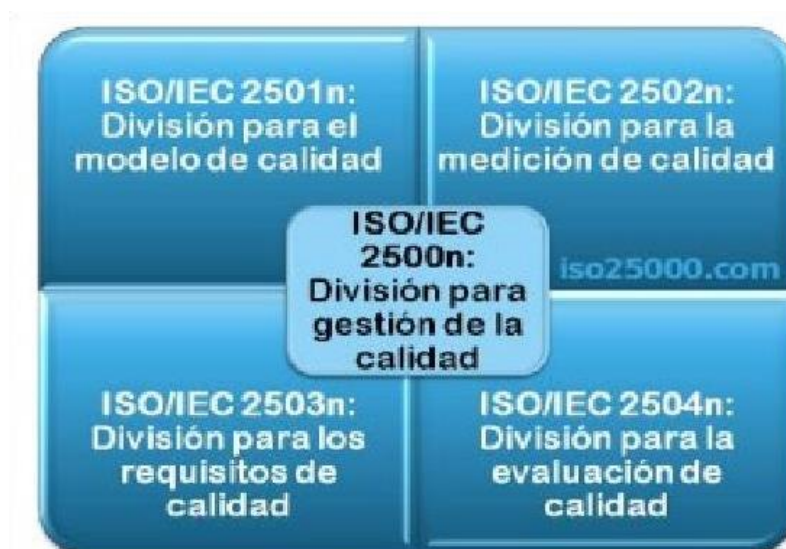 ISO/IEC 2501n:
División para el
modelo de calidad
ISO/IEC 2502n:
División para la
medición de calidad
ISO/IEC
2500n:
División para
gestión de la
calidad
iso25000.com
ISO/IEC 2503n:
División para los
requisitos de
calidad
ISO/IEC 2504n:
División para la
evaluación de
calidad